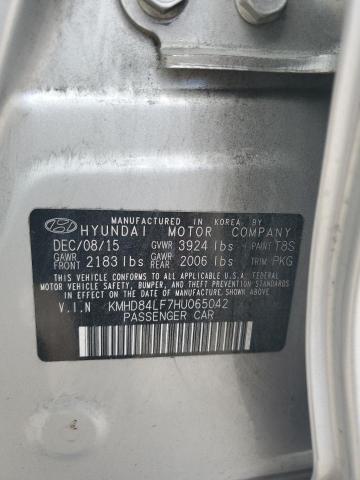 MANUFACTURED IN KOREA BY
HYUNDAI MOTOR COMPANY
DEC/08/15 GVWR 3924 lbs PAINT T8S
GAWR FRONT 2183 lbs GAWR REAR 2006 lbs TRIM PKG
THIS VEHICLE CONFORMS TO ALL APPLICABLE U.S.A FEDERAL
MOTOR VEHICLE SAFETY, BUMPER, AND THEFT PREVENTION
STANDARDS IN EFFECT ON THE DATE OF MANUFACTURE SHOWN ABOVE.
V.I.N KMHD84LF7HU065042
PASSENGER CAR